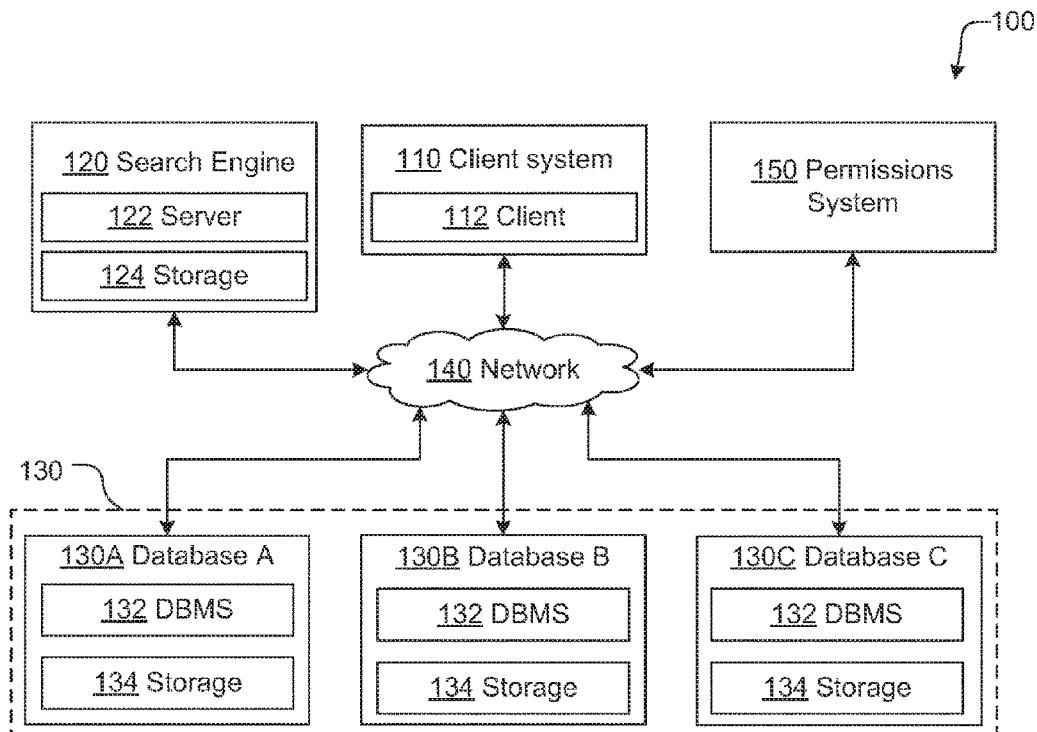 100
120 Search Engine
122 Server
124 Storage
110 Client system
112 Client
150 Permissions
System
140 Network
130
130A Database A
132 DBMS
134 Storage
130B Database B
132 DBMS
134 Storage
130C Database C
132 DBMS
134 Storage